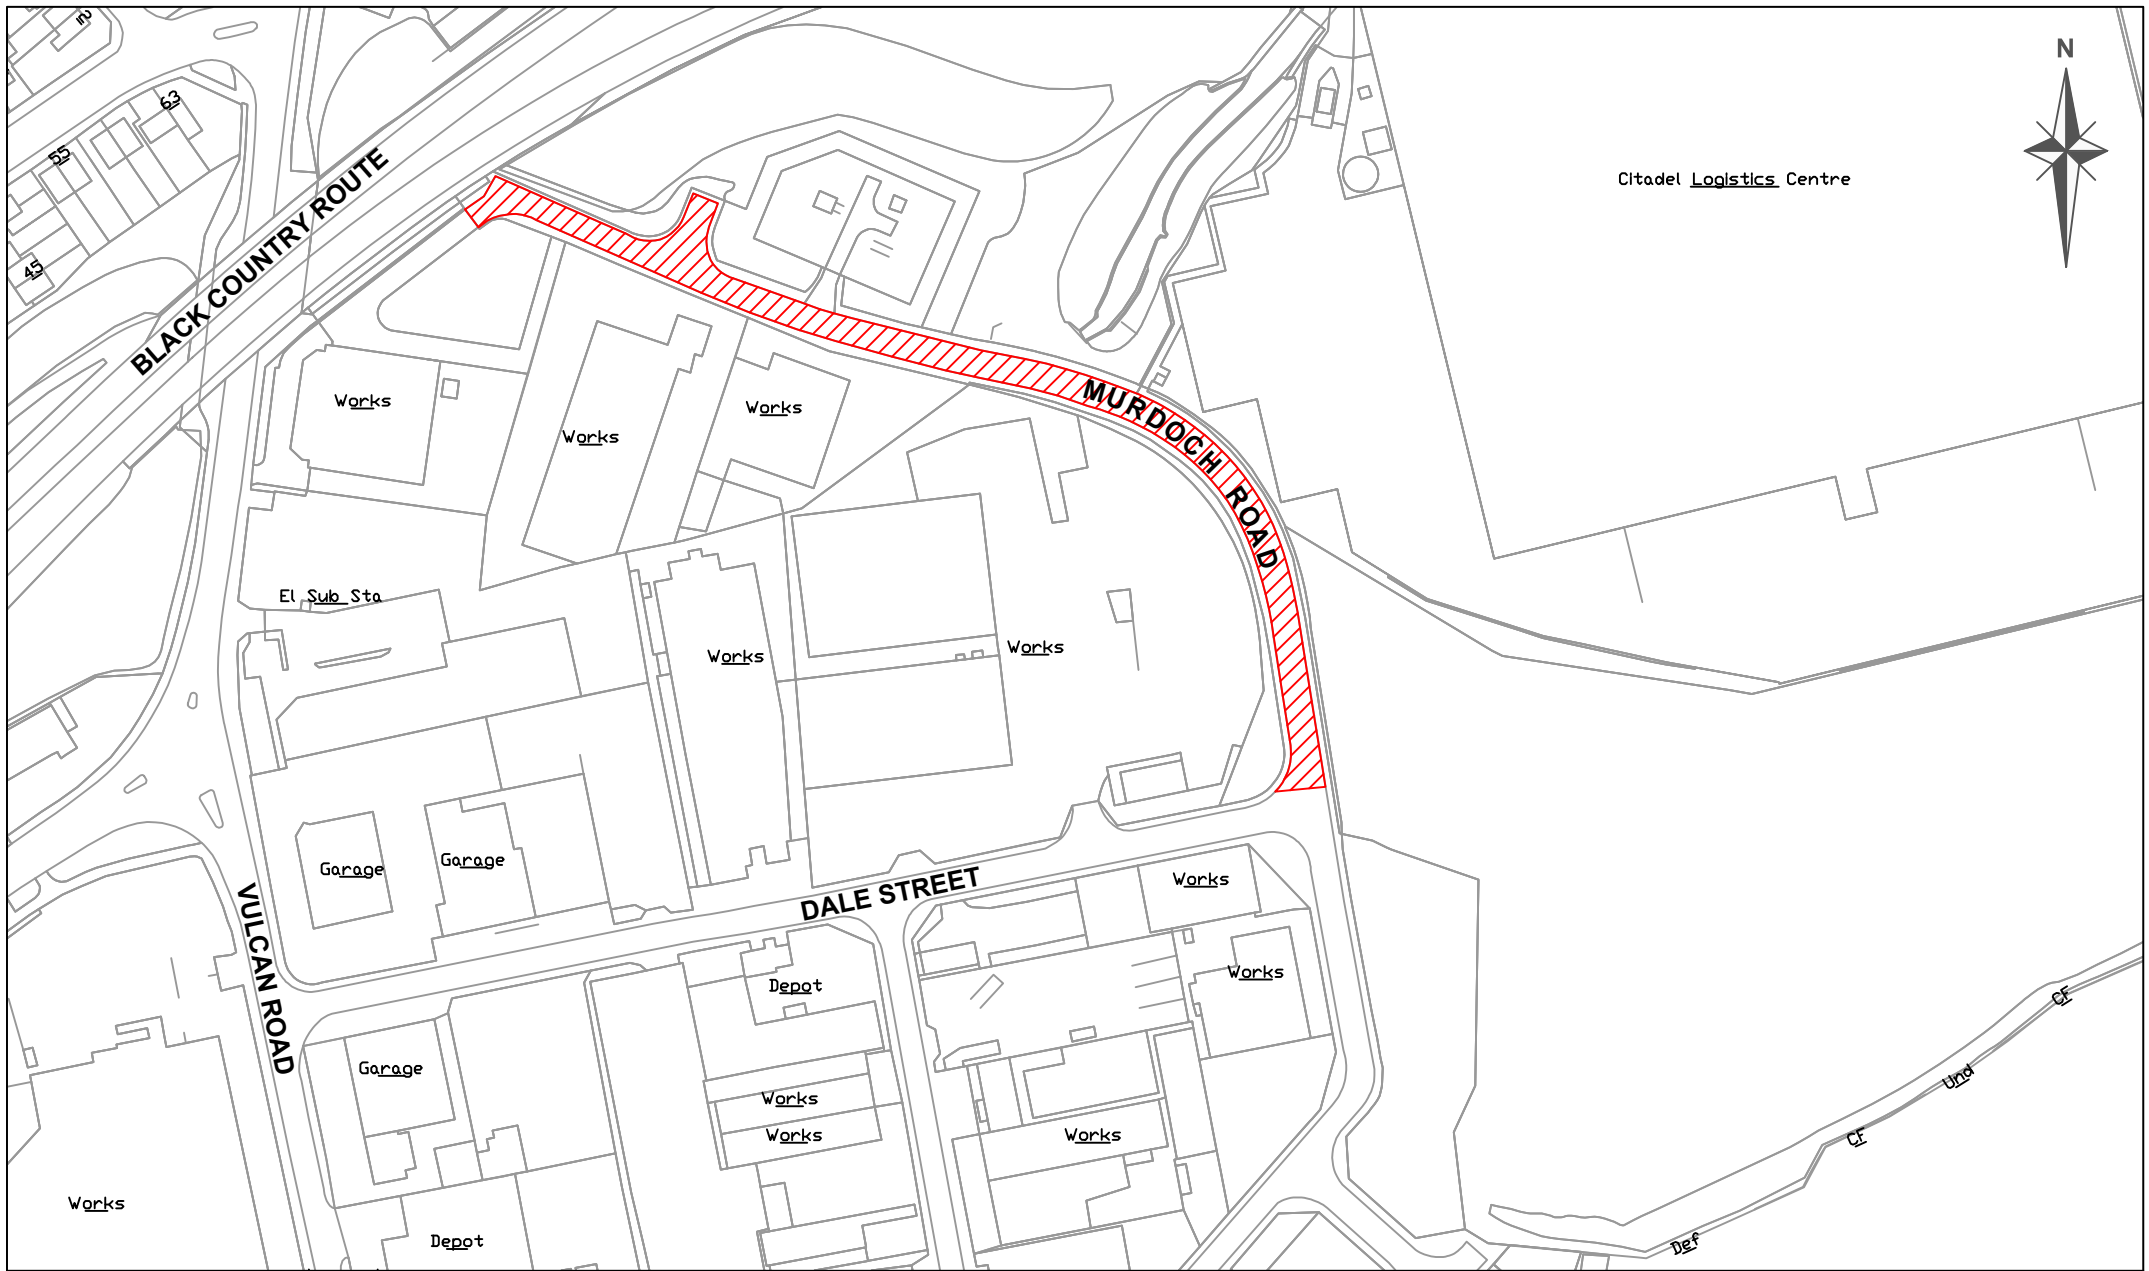 12
N
63
55
45
BLACK COUNTRY ROUTE
Citadel Logistics Centre
Works
Works
Works
MURDOCH ROAD
El Sub Sta
Works
Works
Garage
Garage
DALE STREET
Works
VULCAN ROAD
Depot
Works
CF
Garage
Und
Works
Works
Works
CF
Works
Depot
Def